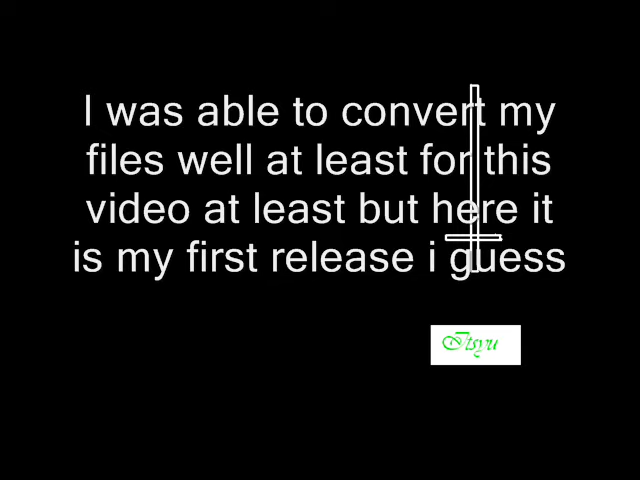 I was able to convert my
files well at least for this
video at least but here it
is my first release i guess
Itsyu